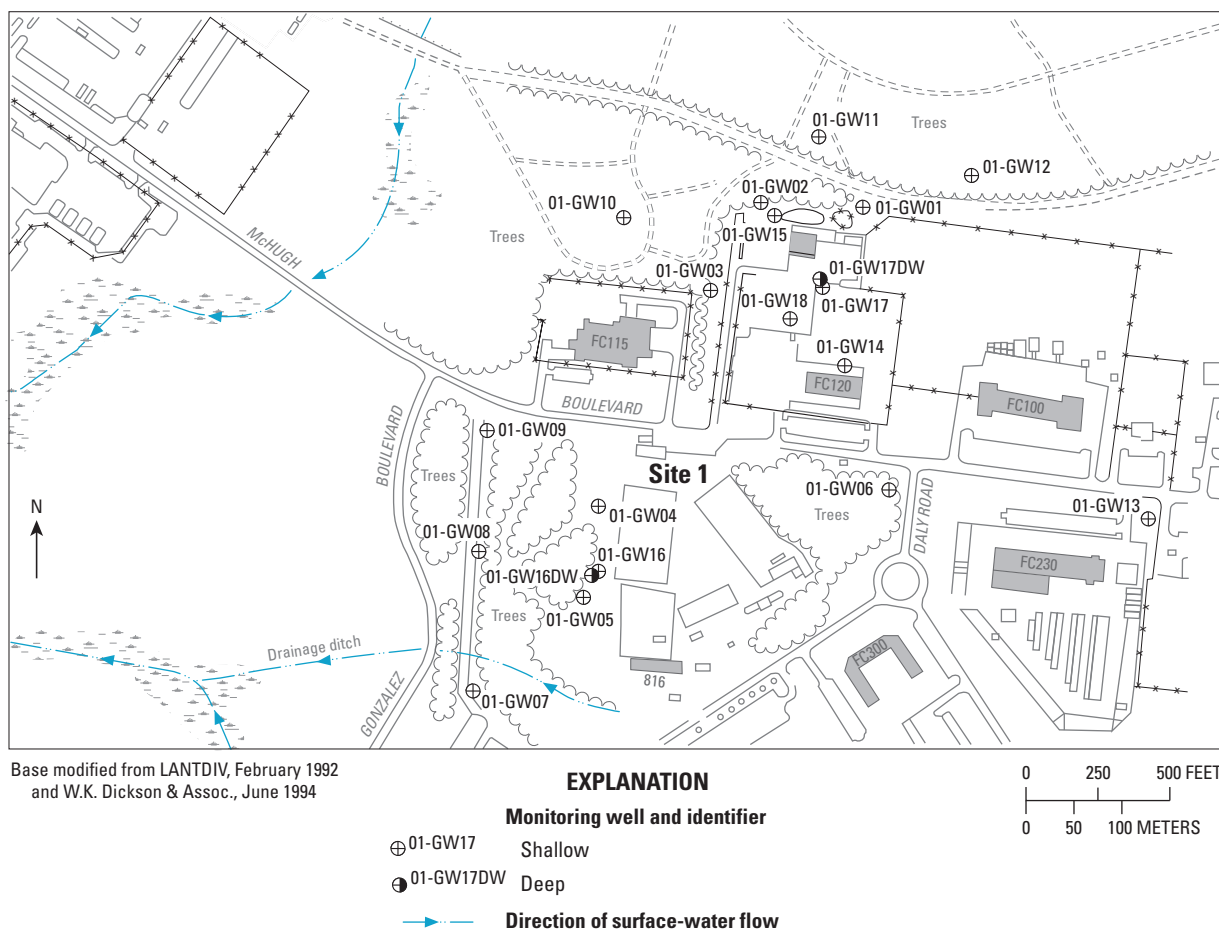 01-GW11
Trees
01-GW12
01-GW02
01-GW10
01-GW01
01-GW15
Trees
McHUGH
01-GW03
01-GW17DW
01-GW18
01-GW17
FC115
01-GW14
FC120
FC100
BOULEVARD
BOULEVARD
01-GW09
Site 1
Trees
01-GW06
Trees
01-GW04
01-GW13
DALY ROAD
01-GW08
01-GW16
FC230
01-GW16DW
01-GW05
Trees
Drainage ditch
FC300
816
01-GW07
GONZALEZ
N
Base modified from LANTDIV, February 1992
and W.K. Dickson & Assoc., June 1994
EXPLANATION
Monitoring well and identifier
01-GW17 Shallow
01-GW17DW Deep
Direction of surface-water flow
0 250 500 FEET
0 50 100 METERS